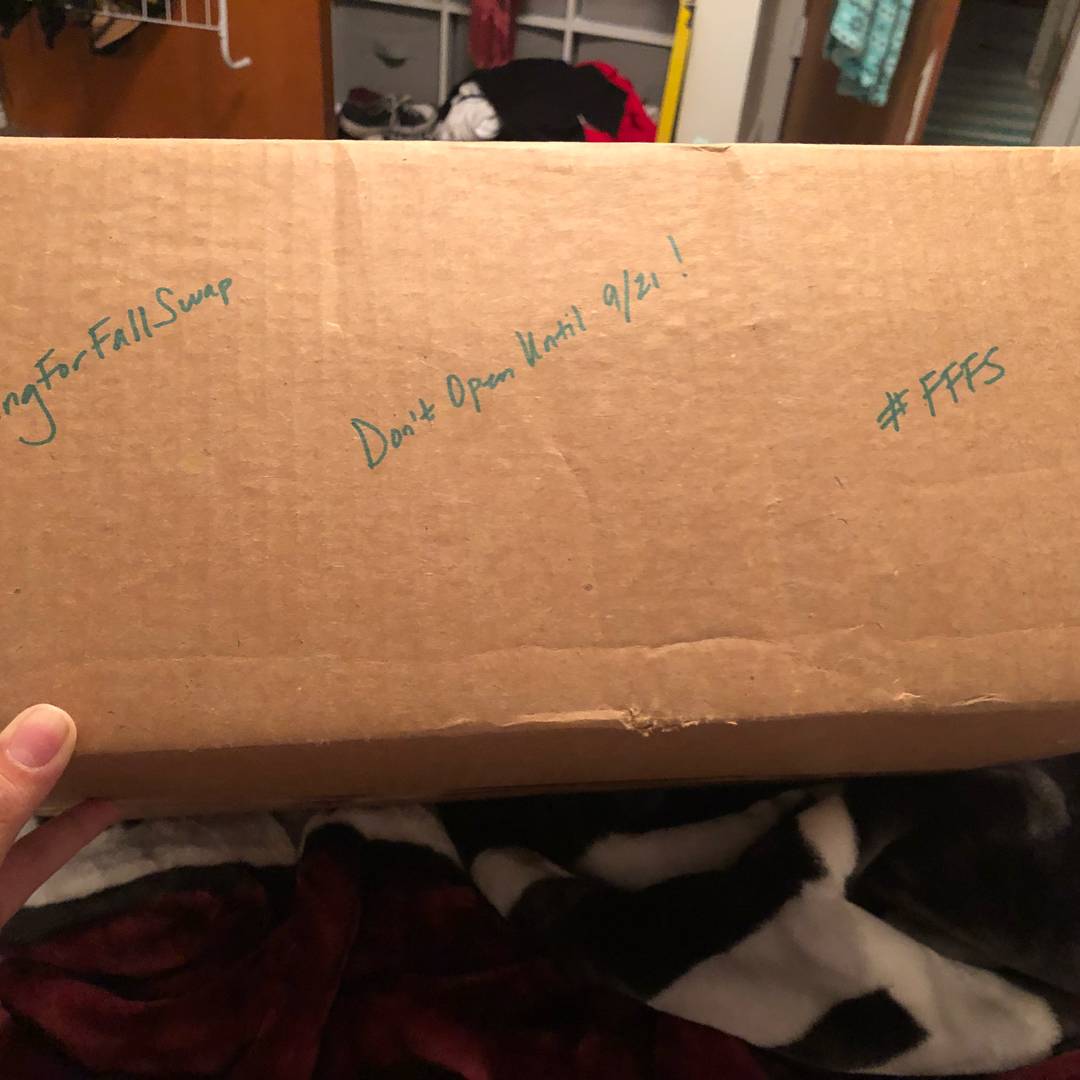 ngForFallSwap
Don't Open Until 9/21!
#FFFS